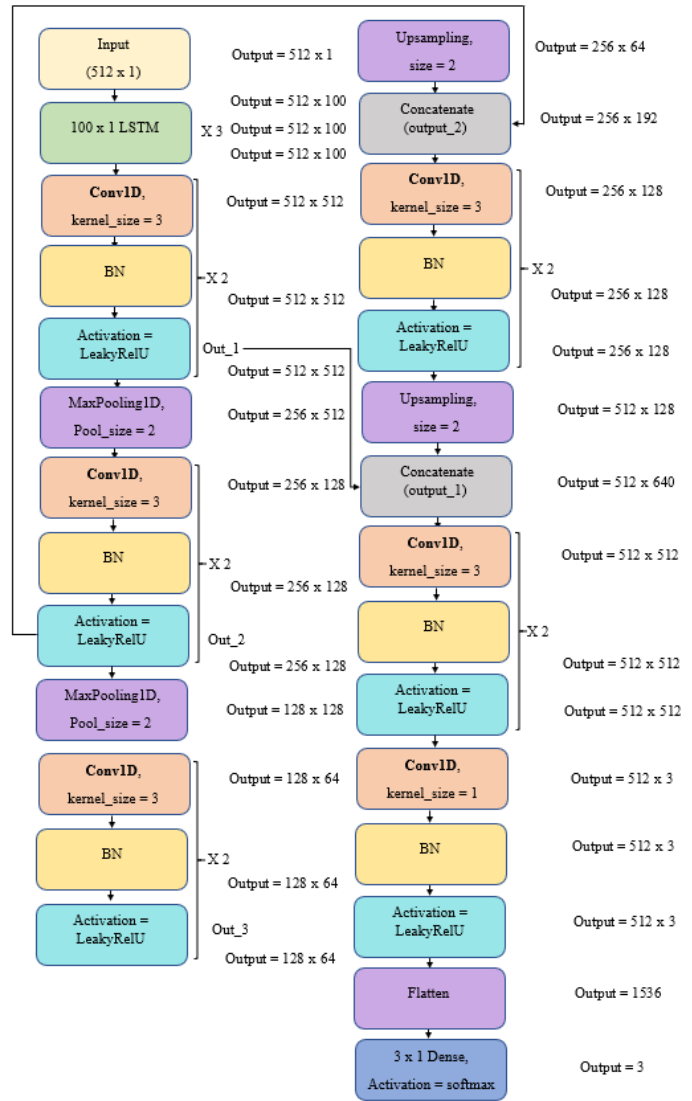 Input
(512 x 1)
Output = 512 x 1
100 x 1 LSTM
X 3
Output = 512 x 100
Output = 512 x 100
Output = 512 x 100
Conv1D,
kernel_size = 3
Output = 512 x 512
BN
X 2
Output = 512 x 512
Activation =
LeakyRelU
Out_1
Output = 512 x 512
MaxPooling1D,
Pool_size = 2
Output = 256 x 512
Conv1D,
kernel_size = 3
Output = 256 x 128
BN
X 2
Output = 256 x 128
Activation =
LeakyRelU
Out_2
Output = 256 x 128
MaxPooling1D,
Pool_size = 2
Output = 128 x 128
Conv1D,
kernel_size = 3
Output = 128 x 64
BN
X 2
Output = 128 x 64
Activation =
LeakyRelU
Out_3
Output = 128 x 64
Upsampling,
size = 2
Output = 256 x 64
Concatenate
(output_2)
Output = 256 x 192
Conv1D,
kernel_size = 3
Output = 256 x 128
BN
X 2
Output = 256 x 128
Activation =
LeakyRelU
Output = 256 x 128
Upsampling,
size = 2
Output = 512 x 128
Concatenate
(output_1)
Output = 512 x 640
Conv1D,
kernel_size = 3
Output = 512 x 512
BN
X 2
Output = 512 x 512
Activation =
LeakyRelU
Output = 512 x 512
Conv1D,
kernel_size = 1
Output = 512 x 3
BN
Output = 512 x 3
Activation =
LeakyRelU
Output = 512 x 3
Flatten
Output = 1536
3 x 1 Dense,
Activation = softmax
Output = 3